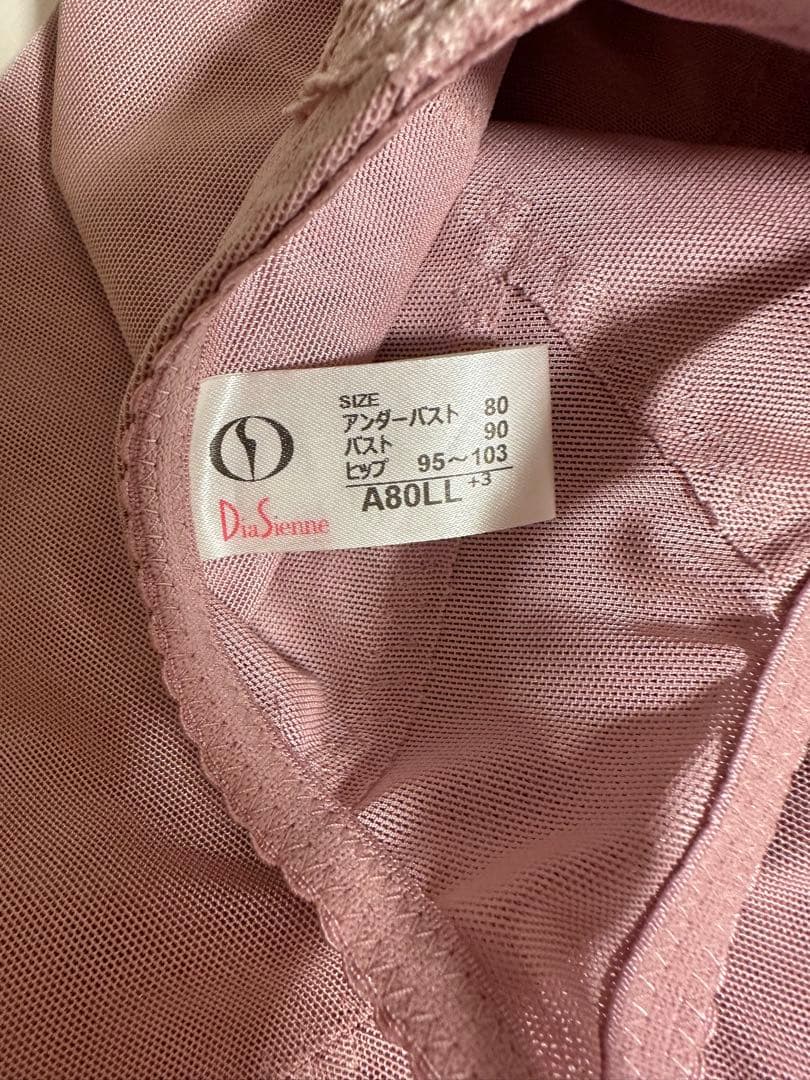 SIZE
アンダーバスト 80
バスト 90
ヒップ 95～103
A80LL +3
DiaSienne